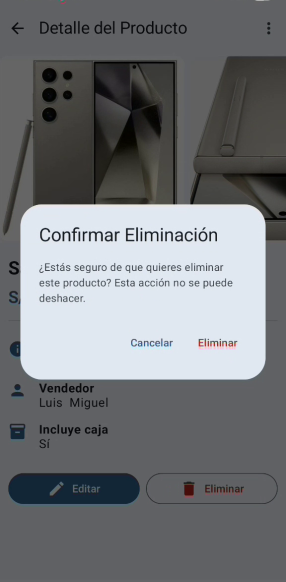 Detalle del Producto
Confirmar Eliminación
¿Estás seguro de que quieres eliminar
este producto? Esta acción no se puede
deshacer.
Cancelar Eliminar
Vendedor
Luis Miguel
Incluye caja
Sí
Editar Eliminar